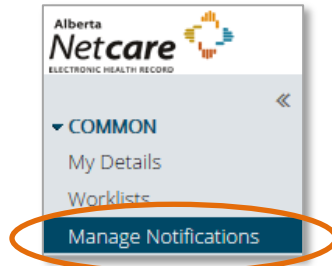 Alberta
Netcare
ELECTRONIC HEALTH RECORD
«
COMMON
My Details
Worklists
Manage Notifications